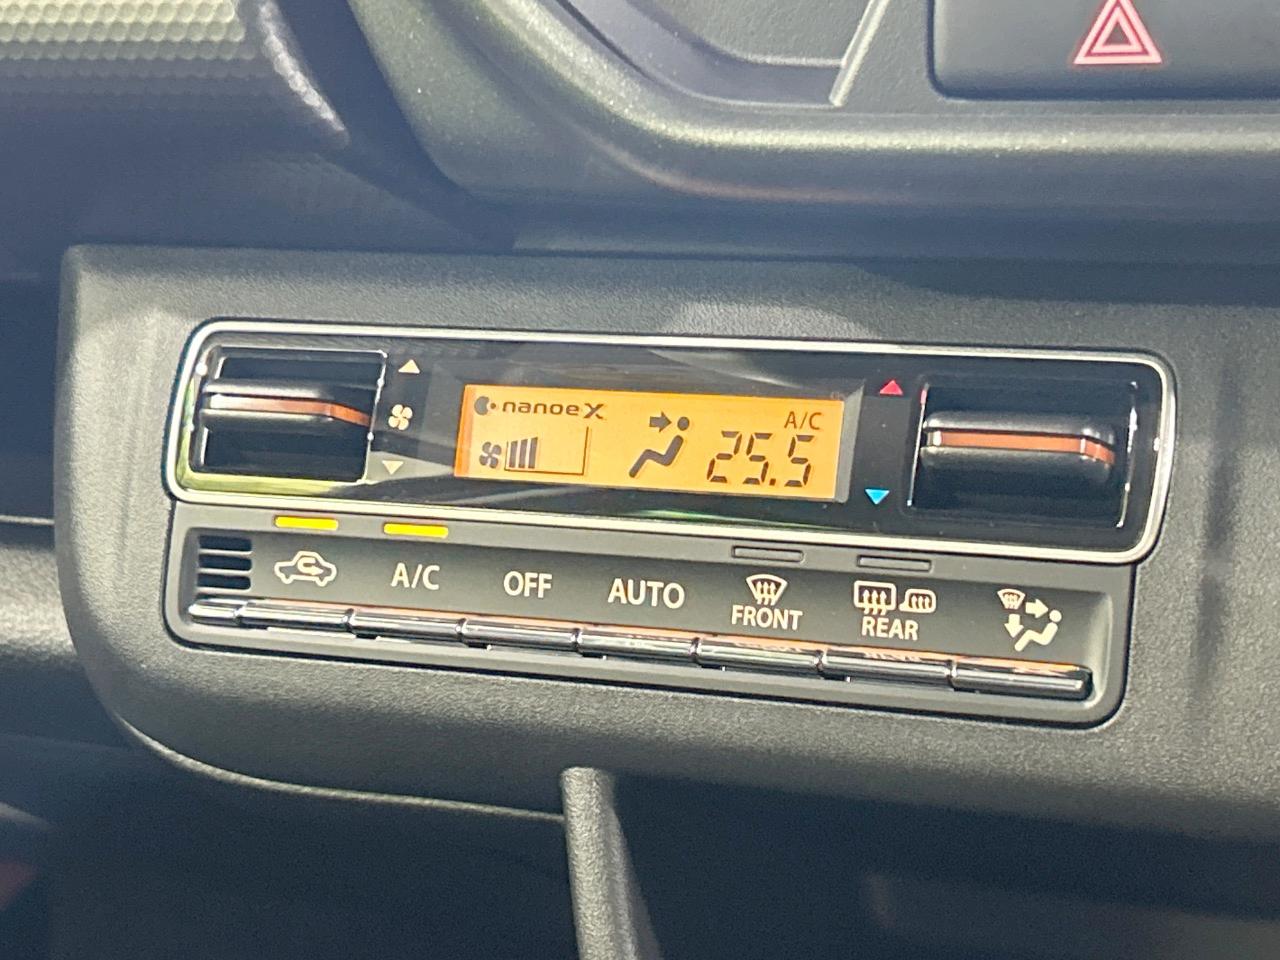 nanoeX
A/C
25.5
A/C
OFF
AUTO
FRONT
REAR